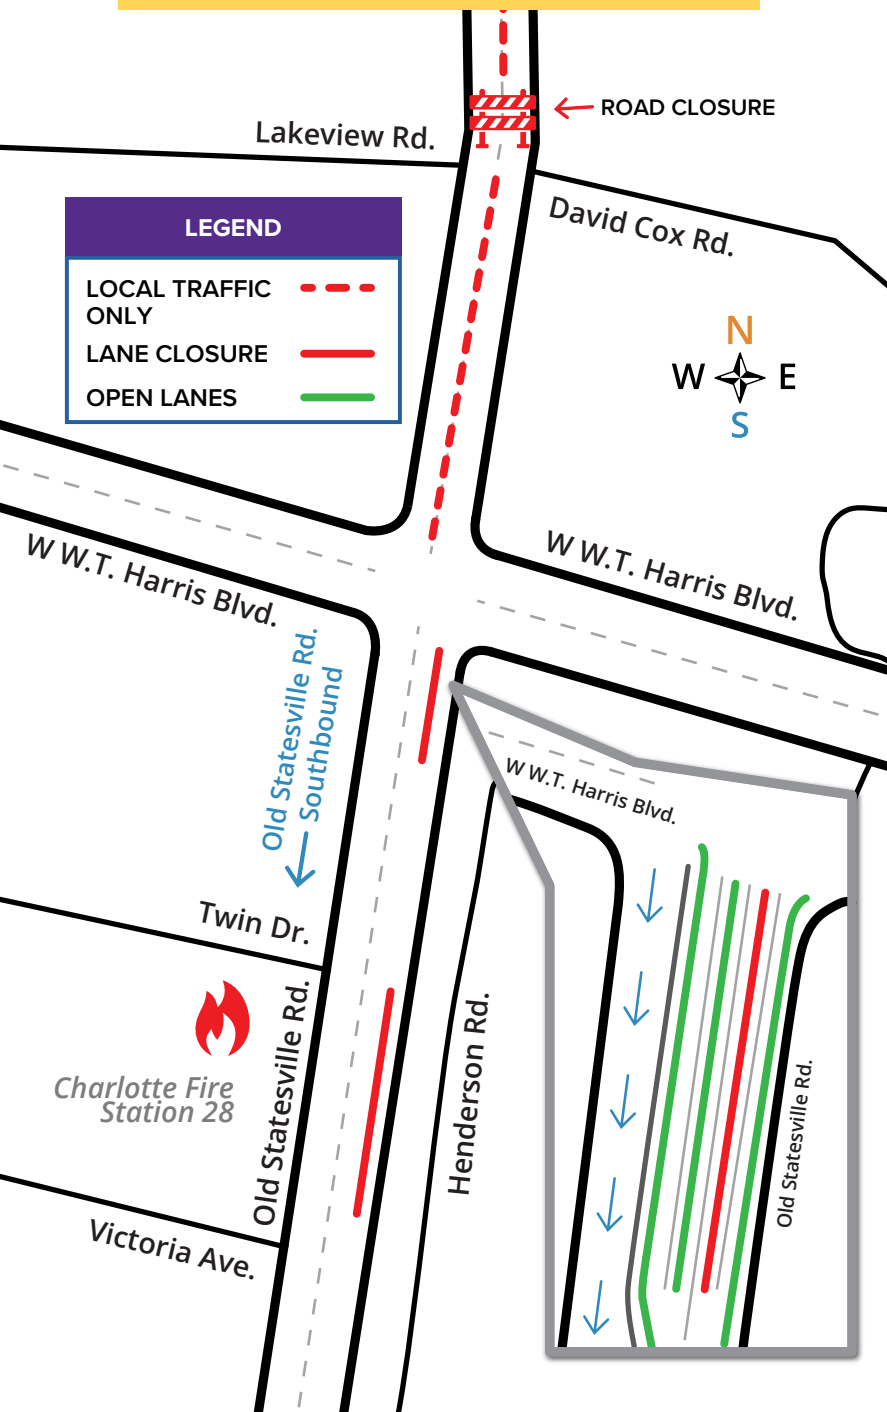 ROAD CLOSURE
Lakeview Rd.
David Cox Rd.
LEGEND
LOCAL TRAFFIC
ONLY
LANE CLOSURE
OPEN LANES
N
W E
S
W W.T. Harris Blvd.
W W.T. Harris Blvd.
Old Statesville Rd.
Southbound
W W.T. Harris Blvd.
Twin Dr.
Old Statesville Rd.
Charlotte Fire
Station 28
Henderson Rd.
Old Statesville Rd.
Victoria Ave.